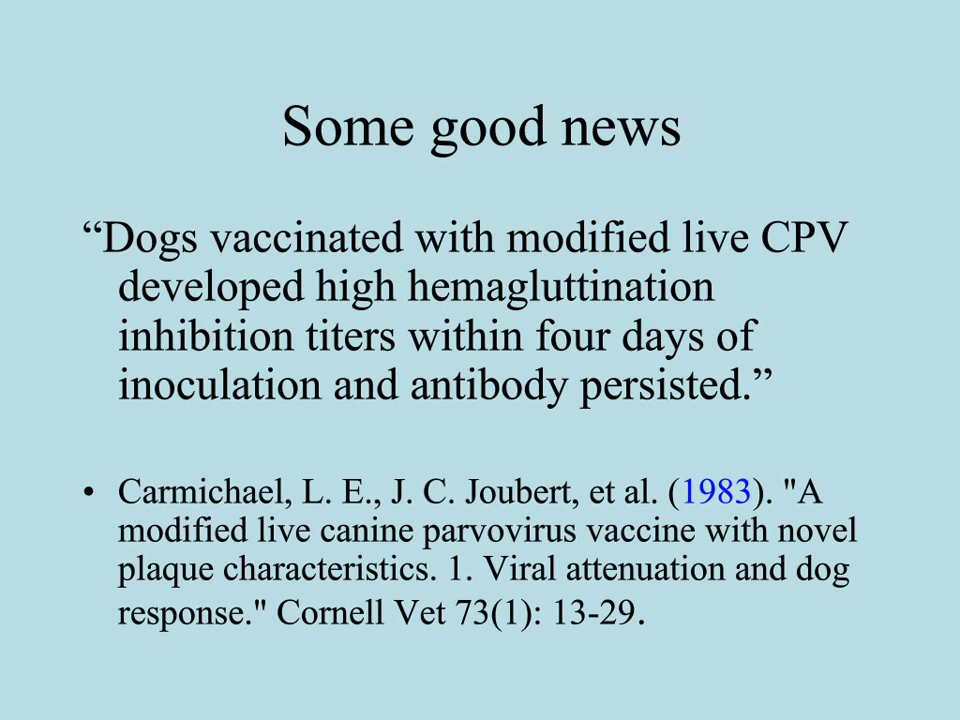 Some good news
“Dogs vaccinated with modified live CPV
developed high hemagluttination
inhibition titers within four days of
inoculation and antibody persisted.”
• Carmichael, L. E., J. C. Joubert, et al. (1983). "A
modified live canine parvovirus vaccine with novel
plaque characteristics. 1. Viral attenuation and dog
response." Cornell Vet 73(1): 13-29.